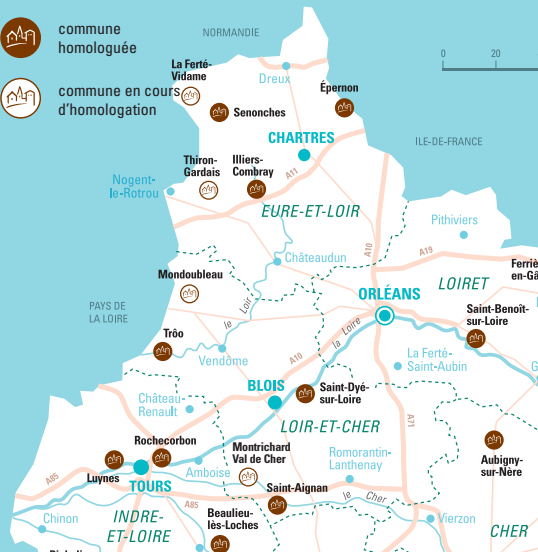 commune
homologuée
commune en cours
d'homologation
NORMANDIE
0
20
La Ferté-
Vidame
Dreux
Épernon
Senonches
CHARTRES
ILE-DE-FRANCE
Thiron-
Gardais
Illiers-
Combray
A11
Nogent-
le-Rotrou
EURE-ET-LOIR
Pithiviers
A10
A19
Châteaudun
Ferriè
en-Gâ
Mondoubleau
LOIRET
ORLÉANS
le Loir
PAYS DE
LA LOIRE
Saint-Benoît-
sur-Loire
la Loire
Trôo
Vendôme
A10
La Ferté-
Saint-Aubin
G
BLOIS
Saint-Dyé-
sur-Loire
Château-
Renault
LOIR-ET-CHER
A71
Rochecorbon
Montrichard
Val de Cher
Romorantin-
Lanthenay
Aubigny-
sur-Nère
A85
Luynes
Amboise
TOURS
Saint-Aignan
A85
le Cher
Chinon
INDRE-
ET-LOIRE
Beaulieu-
lès-Loches
Vierzon
CHER